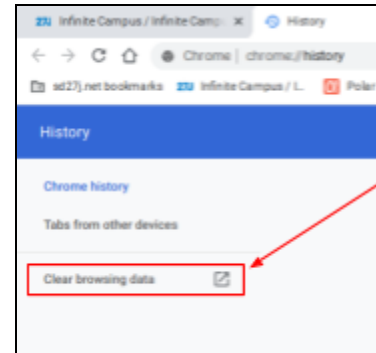 Infinite Campus / Infinite Camp
History
Chrome | chrome://history
sd27j.net bookmarks Infinite Campus / I... Polar
History
Chrome history
Tabs from other devices
Clear browsing data